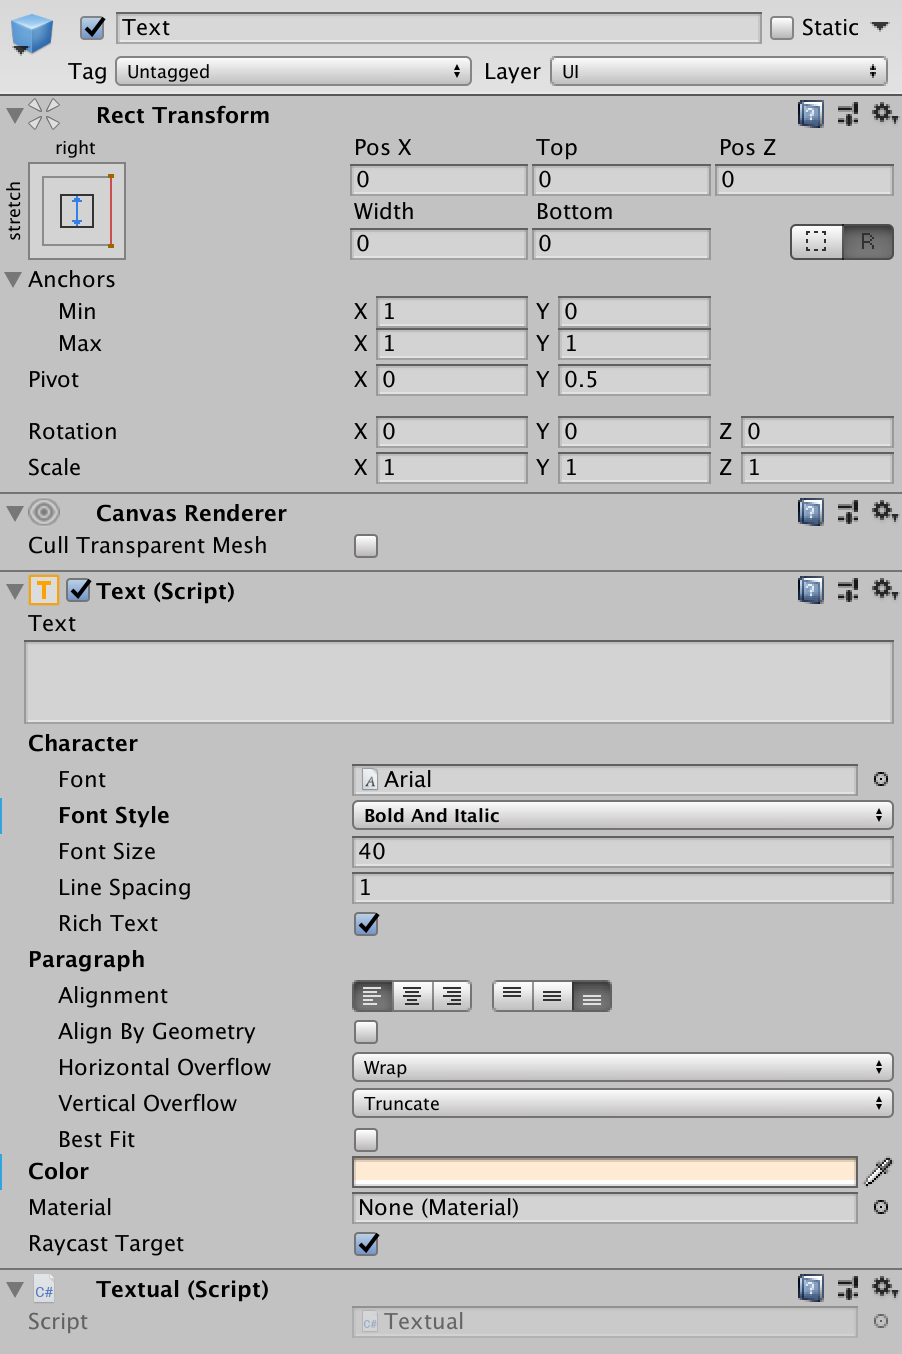 Text Static
Tag Untagged Layer UI
Rect Transform
right
stretch
Pos X Top Pos Z
0 0 0
Width Bottom
0 0 R
Anchors
Min X 1 Y 0
Max X 1 Y 1
Pivot X 0 Y 0.5
Rotation X 0 Y 0 Z 0
Scale X 1 Y 1 Z 1
Canvas Renderer
Cull Transparent Mesh
T Text (Script)
Text
Character
Font A Arial
Font Style Bold And Italic
Font Size 40
Line Spacing 1
Rich Text
Paragraph
Alignment
Align By Geometry
Horizontal Overflow Wrap
Vertical Overflow Truncate
Best Fit
Color
Material None (Material)
Raycast Target
C# Textual (Script)
Script C# Textual